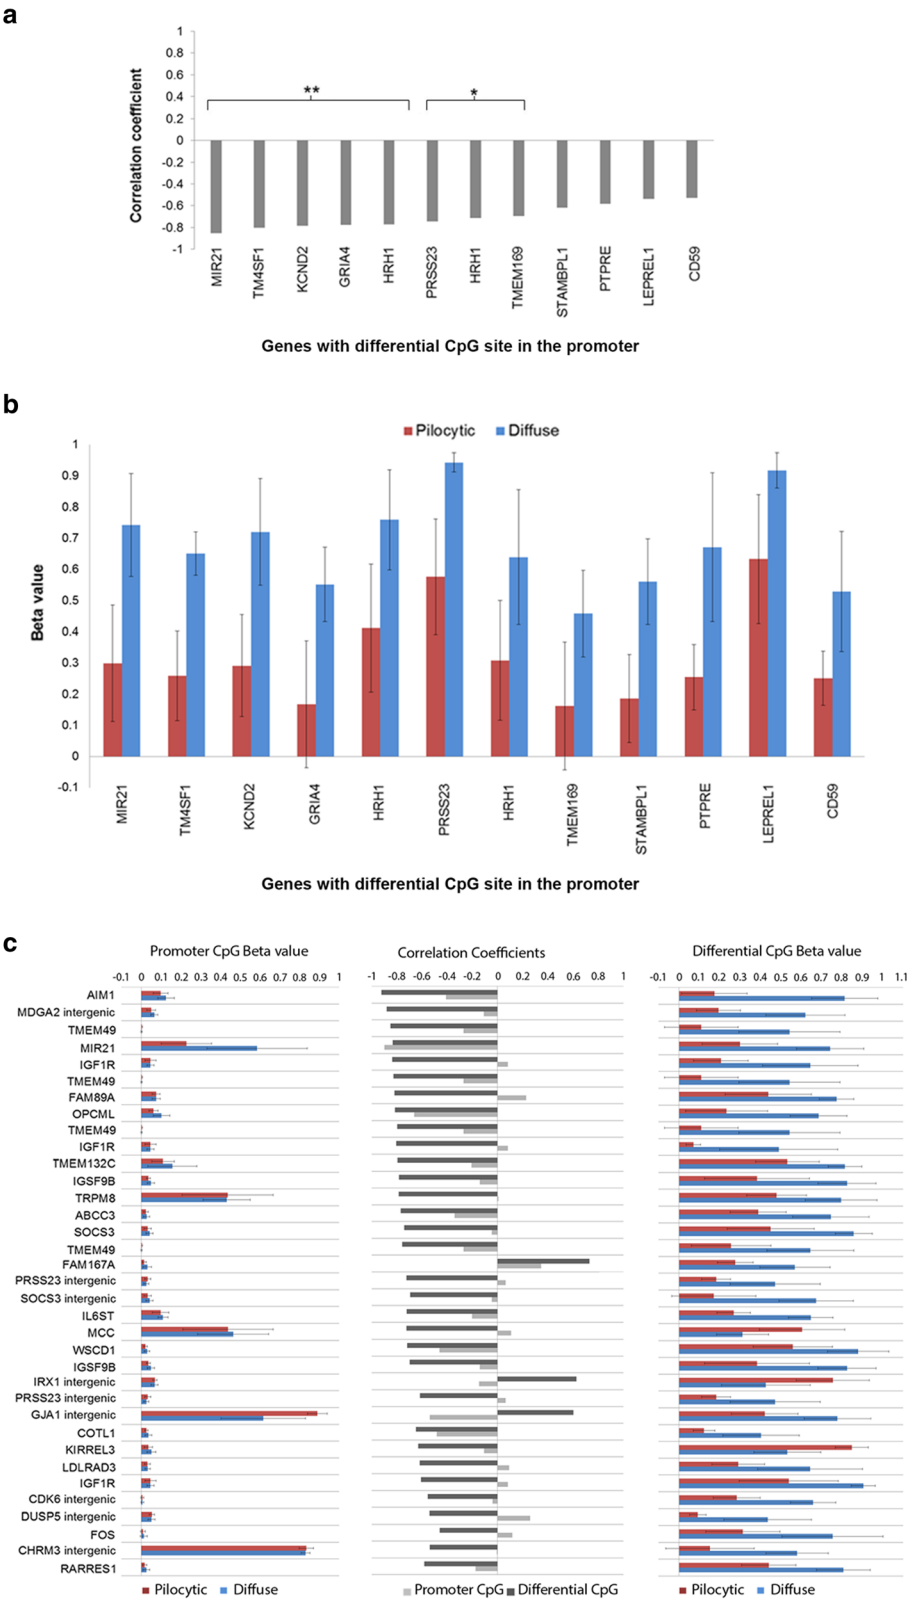 a
1
0.8
0.6
0.4
0.2
0
-0.2
-0.4
-0.6
-0.8
-1
Correlation coefficient
**
*
MIR21
TM4SF1
KCND2
GRIA4
HRH1
PRSS23
HRH1
TMEM169
STAMBPL1
PTPRE
LEPREL1
CD59
Genes with differential CpG site in the promoter
b
Pilocytic Diffuse
1
0.9
0.8
0.7
0.6
0.5
0.4
0.3
0.2
0.1
0
-0.1
Beta value
MIR21
TM4SF1
KCND2
GRIA4
HRH1
PRSS23
HRH1
TMEM169
STAMBPL1
PTPRE
LEPREL1
CD59
Genes with differential CpG site in the promoter
c
Promoter CpG Beta value
Correlation Coefficients
Differential CpG Beta value
-0.1 0 0.1 0.2 0.3 0.4 0.5 0.6 0.7 0.8 0.9 1
-1 -0.8 -0.6 -0.4 -0.2 0 0.2 0.4 0.6 0.8 1
-0.1 0 0.1 0.2 0.3 0.4 0.5 0.6 0.7 0.8 0.9 1 1.1
AIM1
MDGA2 intergenic
TMEM49
MIR21
IGF1R
TMEM49
FAM89A
OPCML
TMEM49
IGF1R
TMEM132C
IGSF9B
TRPM8
ABCC3
SOCS3
TMEM49
FAM167A
PRSS23 intergenic
SOCS3 intergenic
IL6ST
MCC
WSCD1
IGSF9B
IRX1 intergenic
PRSS23 intergenic
GJA1 intergenic
COTL1
KIRREL3
LDLRAD3
IGF1R
CDK6 intergenic
DUSP5 intergenic
FOS
CHRM3 intergenic
RARRES1
Pilocytic Diffuse
Promoter CpG Differential CpG
Pilocytic Diffuse